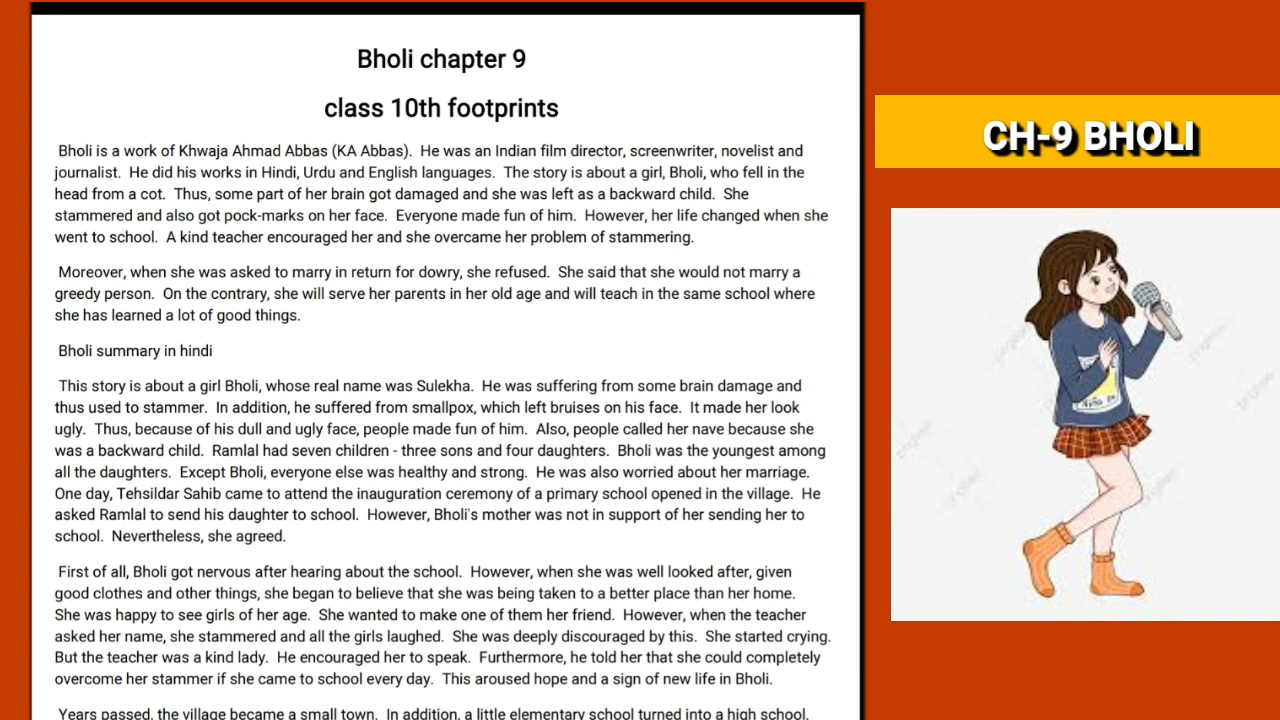 Bholi chapter 9
class 10th footprints
Bholi is a work of Khwaja Ahmad Abbas (KA Abbas). He was an Indian film director, screenwriter, novelist and
journalist. He did his works in Hindi, Urdu and English languages. The story is about a girl, Bholi, who fell in the
head from a cot. Thus, some part of her brain got damaged and she was left as a backward child. She
stammered and also got pock-marks on her face. Everyone made fun of him. However, her life changed when she
went to school. A kind teacher encouraged her and she overcame her problem of stammering.
Moreover, when she was asked to marry in return for dowry, she refused. She said that she would not marry a
greedy person. On the contrary, she will serve her parents in her old age and will teach in the same school where
she has learned a lot of good things.
Bholi summary in hindi
This story is about a girl Bholi, whose real name was Sulekha. He was suffering from some brain damage and
thus used to stammer. In addition, he suffered from smallpox, which left bruises on his face. It made her look
ugly. Thus, because of his dull and ugly face, people made fun of him. Also, people called her nave because she
was a backward child. Ramlal had seven children - three sons and four daughters. Bholi was the youngest among
all the daughters. Except Bholi, everyone else was healthy and strong. He was also worried about her marriage.
One day, Tehsildar Sahib came to attend the inauguration ceremony of a primary school opened in the village. He
asked Ramlal to send his daughter to school. However, Bholi's mother was not in support of her sending her to
school. Nevertheless, she agreed.
First of all, Bholi got nervous after hearing about the school. However, when she was well looked after, given
good clothes and other things, she began to believe that she was being taken to a better place than her home.
She was happy to see girls of her age. She wanted to make one of them her friend. However, when the teacher
asked her name, she stammered and all the girls laughed. She was deeply discouraged by this. She started crying.
But the teacher was a kind lady. He encouraged her to speak. Furthermore, he told her that she could completely
overcome her stammer if she came to school every day. This aroused hope and a sign of new life in Bholi.
Years passed, the village became a small town. In addition, a little elementary school turned into a high school.
CH-9 BHOLI